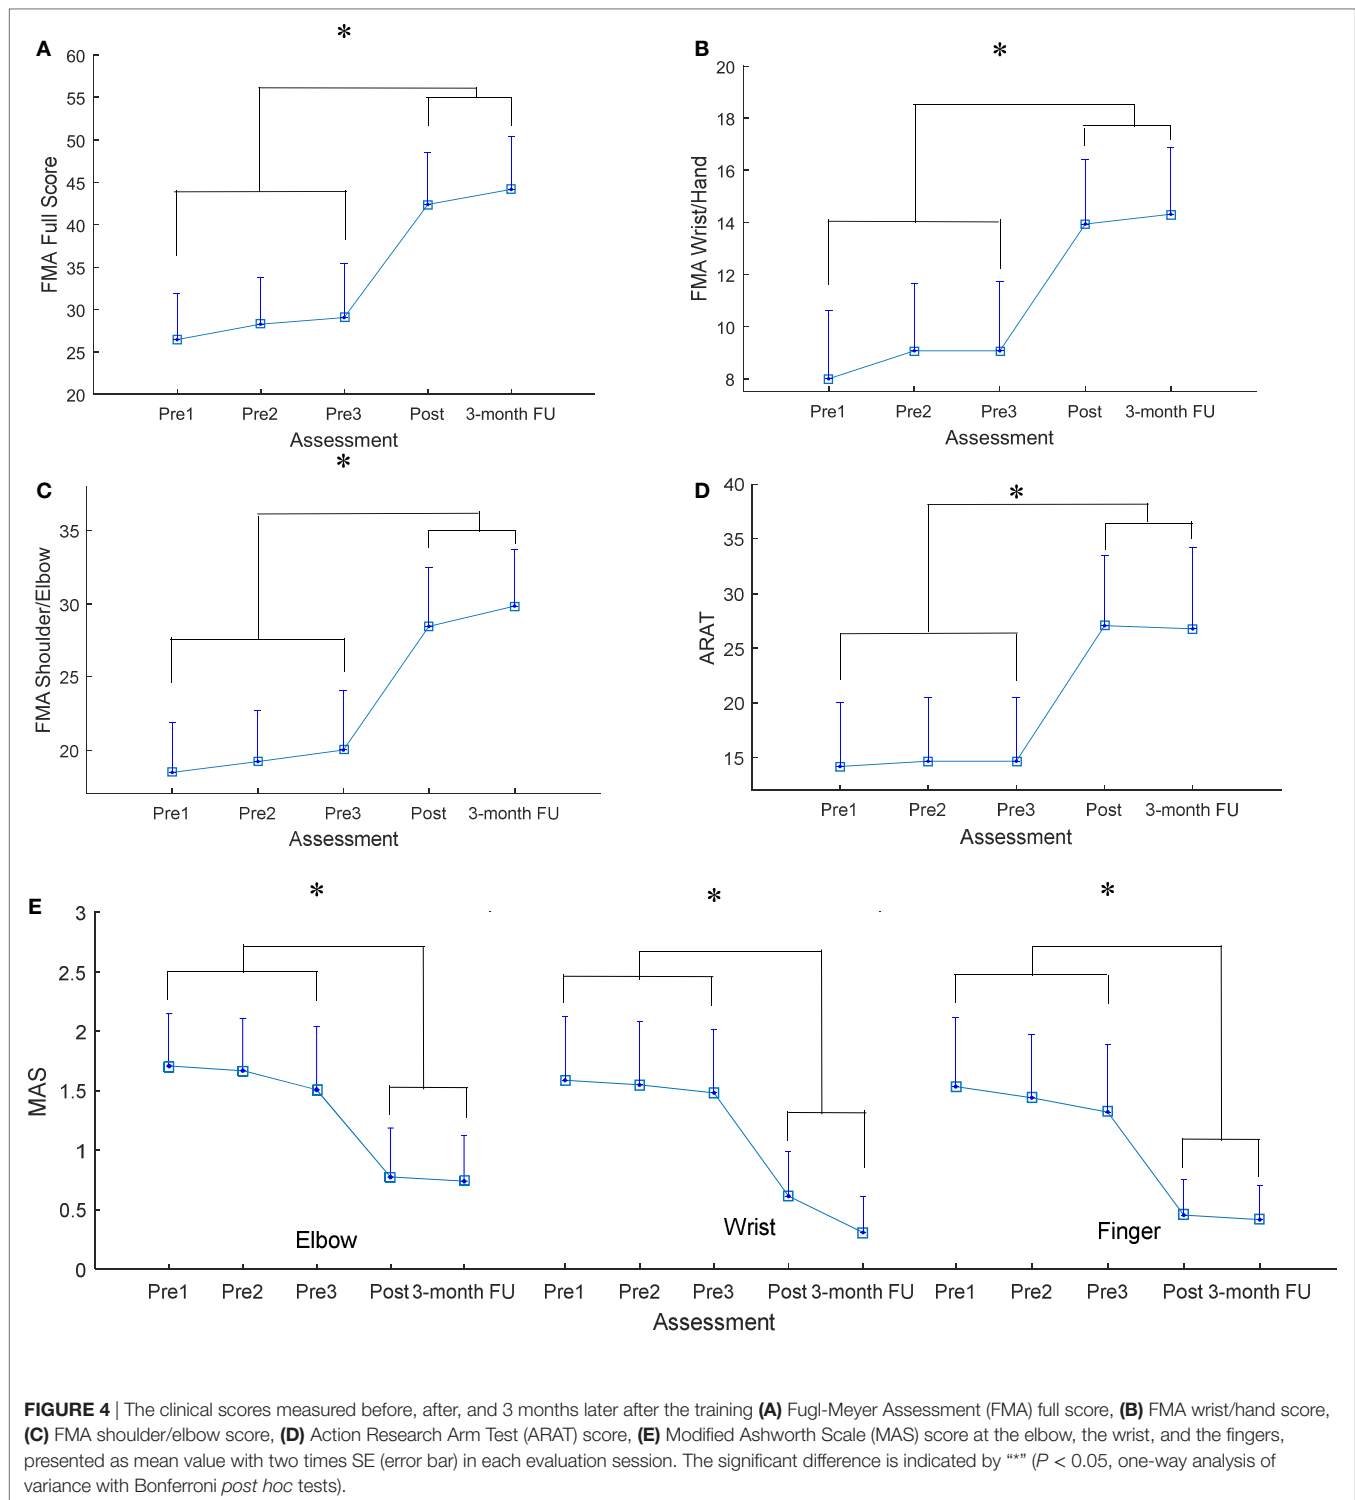 A
*
60
55
50
45
40
35
30
25
20
FMA Full Score
Pre1 Pre2 Pre3 Post 3-month FU
Assessment
B
*
20
18
16
14
12
10
8
FMA Wrist/Hand
Pre1 Pre2 Pre3 Post 3-month FU
Assessment
C
*
35
30
25
20
FMA Shoulder/Elbow
Pre1 Pre2 Pre3 Post 3-month FU
Assessment
D
*
40
35
30
25
20
15
ARAT
Pre1 Pre2 Pre3 Post 3-month FU
Assessment
E
* * *
3
2.5
2
1.5
1
0.5
0
MAS
Elbow Wrist Finger
Pre1 Pre2 Pre3 Post 3-month FU Pre1 Pre2 Pre3 Post 3-month FU Pre1 Pre2 Pre3 Post 3-month FU
Assessment
FIGURE 4 | The clinical scores measured before, after, and 3 months later after the training (A) Fugl-Meyer Assessment (FMA) full score, (B) FMA wrist/hand score,
(C) FMA shoulder/elbow score, (D) Action Research Arm Test (ARAT) score, (E) Modified Ashworth Scale (MAS) score at the elbow, the wrist, and the fingers,
presented as mean value with two times SE (error bar) in each evaluation session. The significant difference is indicated by “*” (P < 0.05, one-way analysis of
variance with Bonferroni post hoc tests).